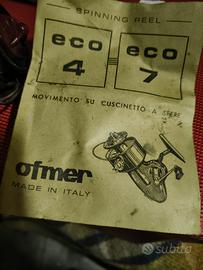 SPINNING REEL
eco eco
4 7
MOVIMENTO SU CUSCINETTO A SFERE
ofmer
MADE IN ITALY
subito